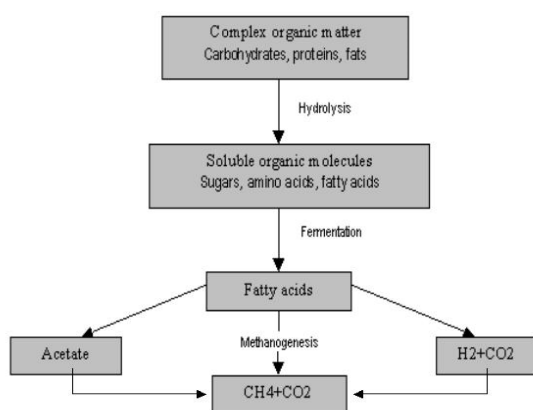 Complex organic matter
Carbohydrates, proteins, fats
Hydrolysis
Soluble organic molecules
Sugars, amino acids, fatty acids
Fermentation
Fatty acids
Methanogenesis
Acetate
H2+CO2
CH4+CO2